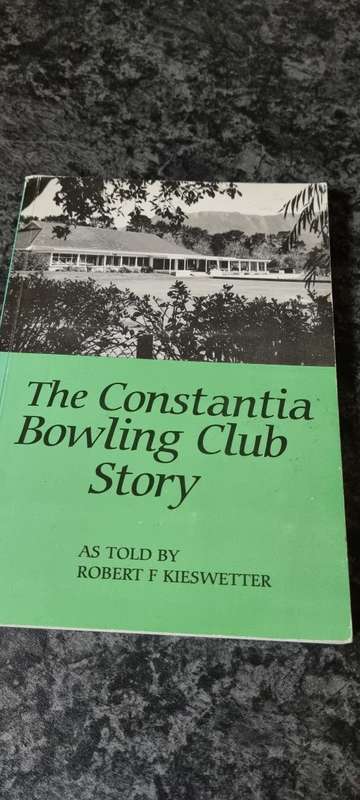 The Constantia
Bowling Club
Story
AS TOLD BY
ROBERT F KIESWETTER